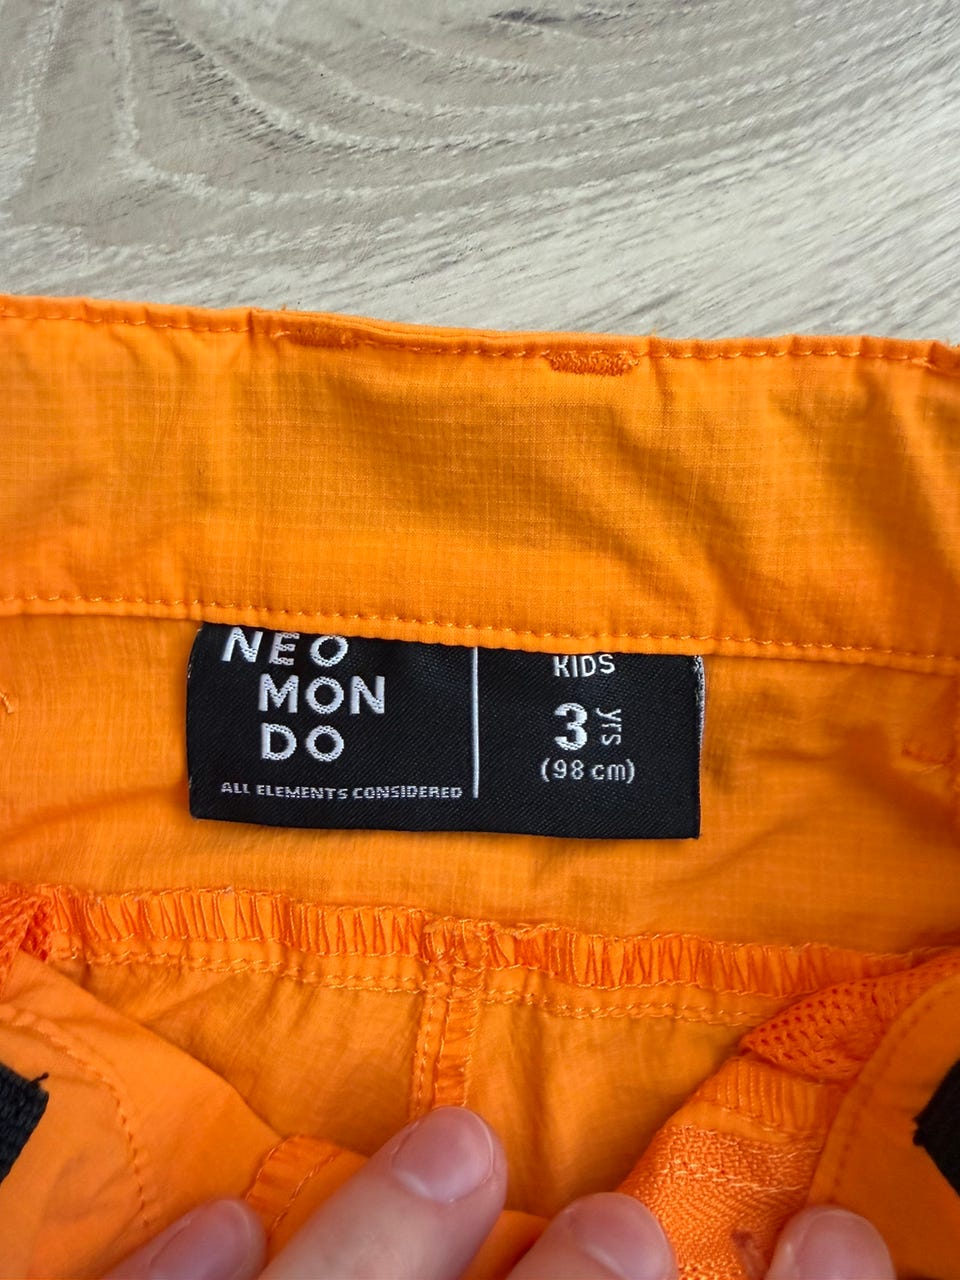 NEO
MON
DO
ALL ELEMENTS CONSIDERED
KIDS
3 yrs
(98 cm)